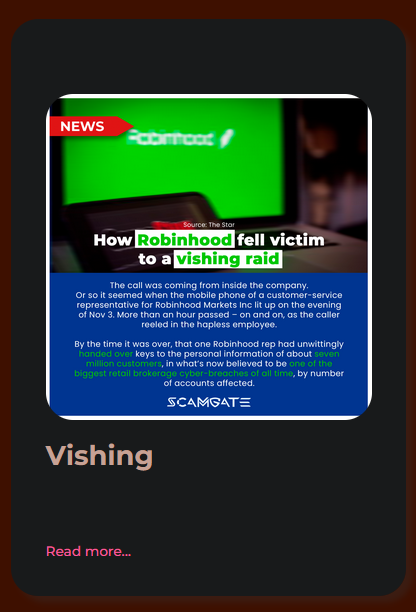 NEWS
Robinhood
Source: The Star
How Robinhood fell victim
to a vishing raid
The call was coming from inside the company.
Or so it seemed when the mobile phone of a customer-service
representative for Robinhood Markets Inc lit up on the evening
of Nov 3. More than an hour passed – on and on, as the caller
reeled in the hapless employee.
By the time it was over, that one Robinhood rep had unwittingly
handed over keys to the personal information of about seven
million customers, in what's now believed to be one of the
biggest retail brokerage cyber-breaches of all time, by number
of accounts affected.
SCAMGATE
Vishing
Read more...